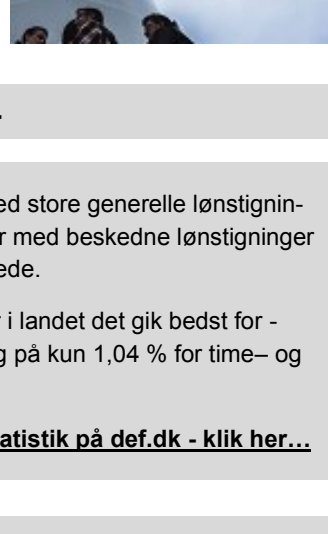 .
ed store generelle lønstignin-
r med beskedne lønstigninger
ede.
r i landet det gik bedst for -
g på kun 1,04 % for time– og
atistik på def.dk - klik her…